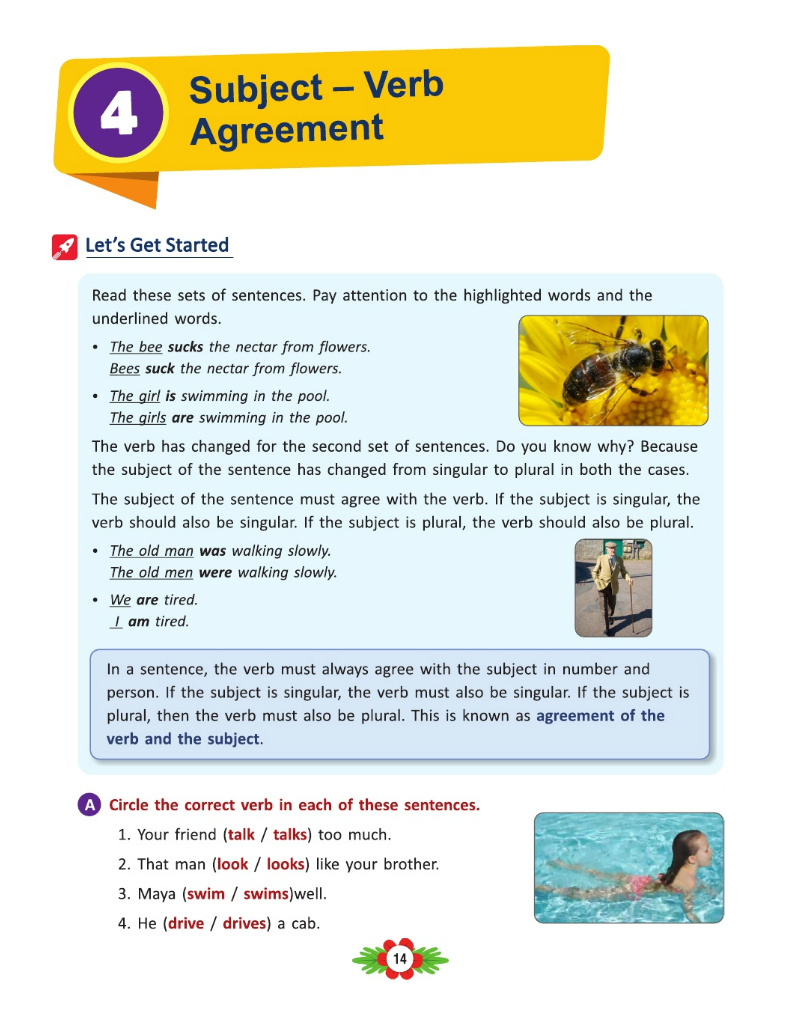 4
Subject – Verb
Agreement
Let's Get Started
Read these sets of sentences. Pay attention to the highlighted words and the
underlined words.
• The bee sucks the nectar from flowers.
Bees suck the nectar from flowers.
• The girl is swimming in the pool.
The girls are swimming in the pool.
The verb has changed for the second set of sentences. Do you know why? Because
the subject of the sentence has changed from singular to plural in both the cases.
The subject of the sentence must agree with the verb. If the subject is singular, the
verb should also be singular. If the subject is plural, the verb should also be plural.
• The old man was walking slowly.
The old men were walking slowly.
• We are tired.
I am tired.
In a sentence, the verb must always agree with the subject in number and
person. If the subject is singular, the verb must also be singular. If the subject is
plural, then the verb must also be plural. This is known as agreement of the
verb and the subject.
A Circle the correct verb in each of these sentences.
1. Your friend (talk / talks) too much.
2. That man (look / looks) like your brother.
3. Maya (swim / swims)well.
4. He (drive / drives) a cab.
14